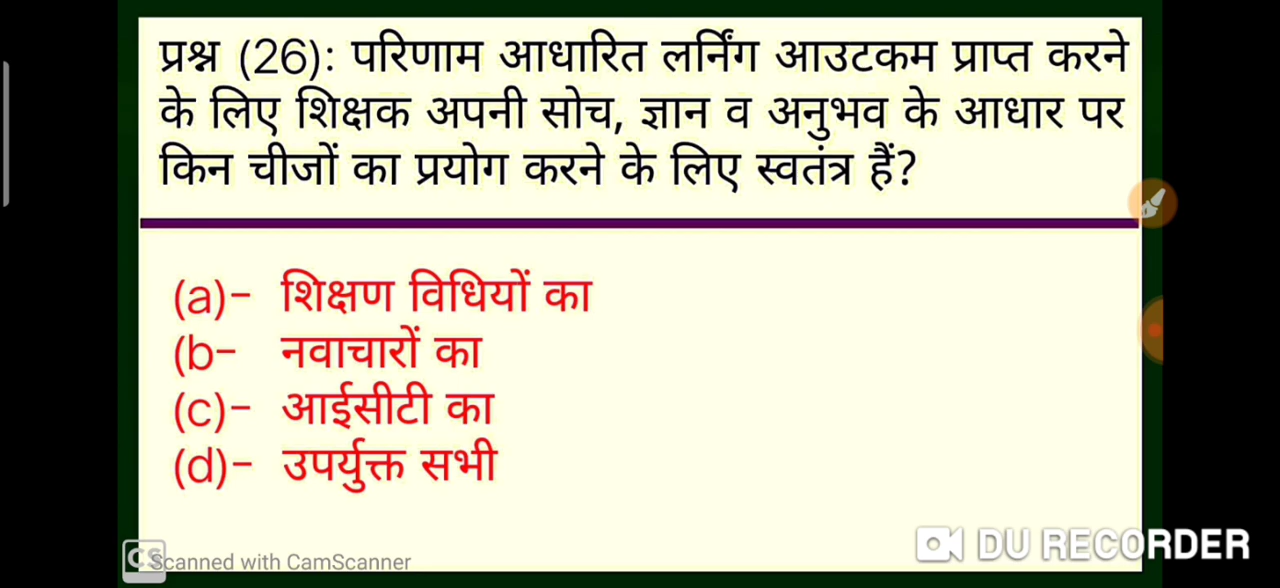 प्रश्न (26): परिणाम आधारित लर्निंग आउटकम प्राप्त करने
के लिए शिक्षक अपनी सोच, ज्ञान व अनुभव के आधार पर
किन चीजों का प्रयोग करने के लिए स्वतंत्र हैं?
(a)- शिक्षण विधियों का
(b- नवाचारों का
(c)- आईसीटी का
(d)- उपर्युक्त सभी
CS Scanned with CamScanner
DU RECORDER